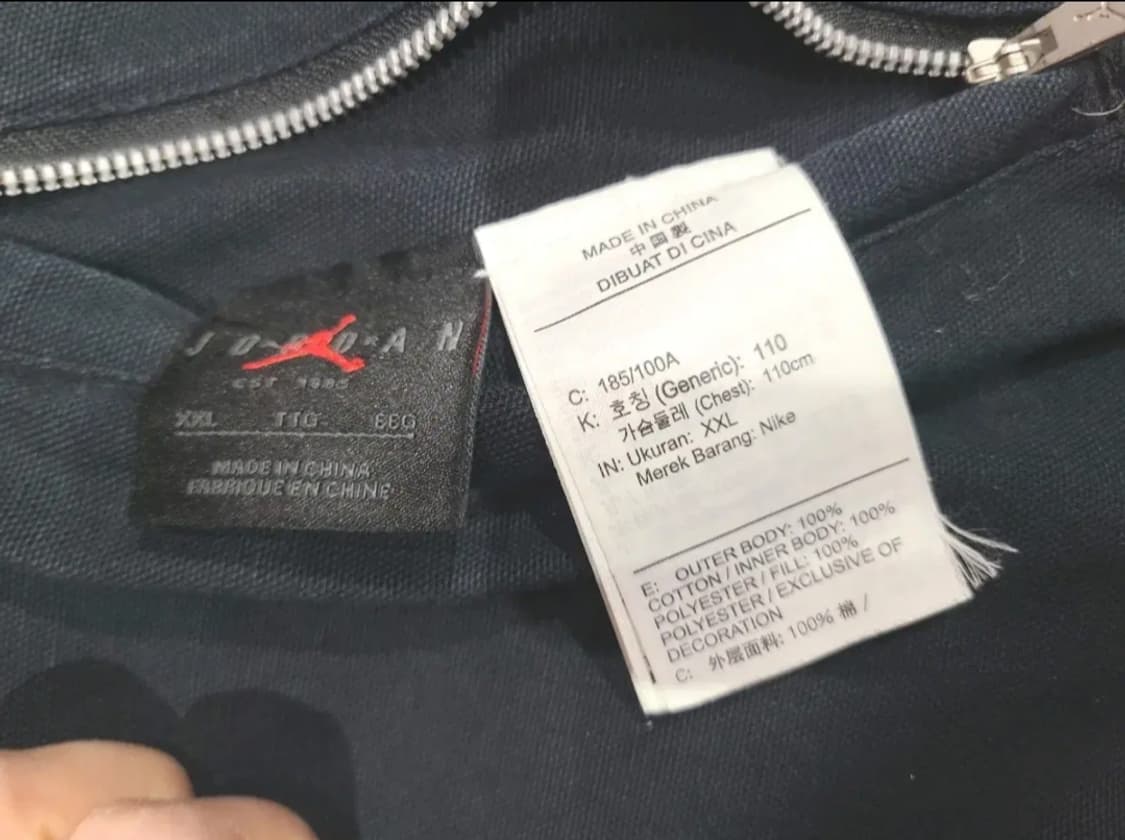 JORDAN
EST 1985
XXL TTG EEG
MADE IN CHINA
FABRIQUE EN CHINE
MADE IN CHINA
中国製
DIBUAT DI CINA
C: 185/100A
K: 호칭 (Generic): 110
가슴둘레 (Chest): 110cm
IN: Ukuran: XXL
Merek Barang: Nike
E: OUTER BODY: 100%
COTTON / INNER BODY: 100%
POLYESTER / FILL: 100%
POLYESTER / EXCLUSIVE OF
DECORATION
C: 外层面料: 100% 棉 /